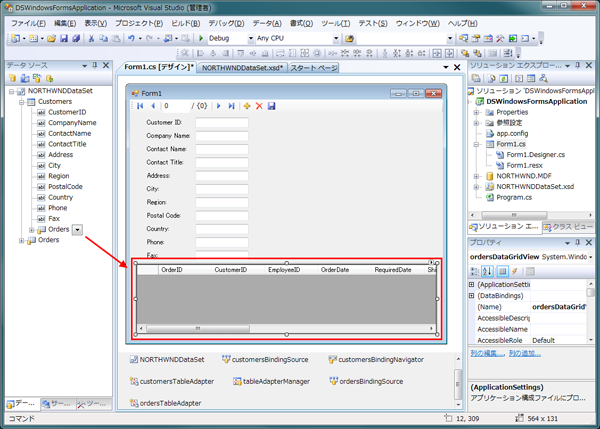 DSWindowsFormsApplication - Microsoft Visual Studio (管理者)
ファイル(F) 編集(E) 表示(V) プロジェクト(P) ビルド(B) デバッグ(D) データ(A) 書式(O) ツール(T) テスト(S) ウィンドウ(W) ヘルプ(H)
Debug Any CPU
データ ソース
NORTHWNDDataSet
Customers
CustomerID
CompanyName
ContactName
ContactTitle
Address
City
Region
PostalCode
Country
Phone
Fax
Orders
Orders
データ... サー... ツー...
Form1.cs [デザイン]* NORTHWNDDataSet.xsd* スタート ページ
Form1
0 / {0}
Customer ID:
Company Name:
Contact Name:
Contact Title:
Address:
City:
Region:
Postal Code:
Country:
Phone:
Fax:
OrderID CustomerID EmployeeID OrderDate RequiredDate Shi
NORTHWNDDataSet customersBindingSource customersBindingNavigator
customersTableAdapter tableAdapterManager ordersBindingSource
ordersTableAdapter
ソリューション エクスプロー...
ソリューション 'DSWindowsFormsApplica
DSWindowsFormsApplication
Properties
参照設定
app.config
Form1.cs
Form1.Designer.cs
Form1.resx
NORTHWND.MDF
NORTHWNDDataSet.xsd
Program.cs
ソリューション エ... クラス ビュー
プロパティ
ordersDataGridView System.Windo
(ApplicationSetti
(DataBindings)
(Name) ordersDataGrid
AccessibleDescri
AccessibleName
AccessibleRole Default
列の編集..., 列の追加...
(ApplicationSettings)
アプリケーション構成ファイルにプロ...
コマンド 12, 309 564 x 131